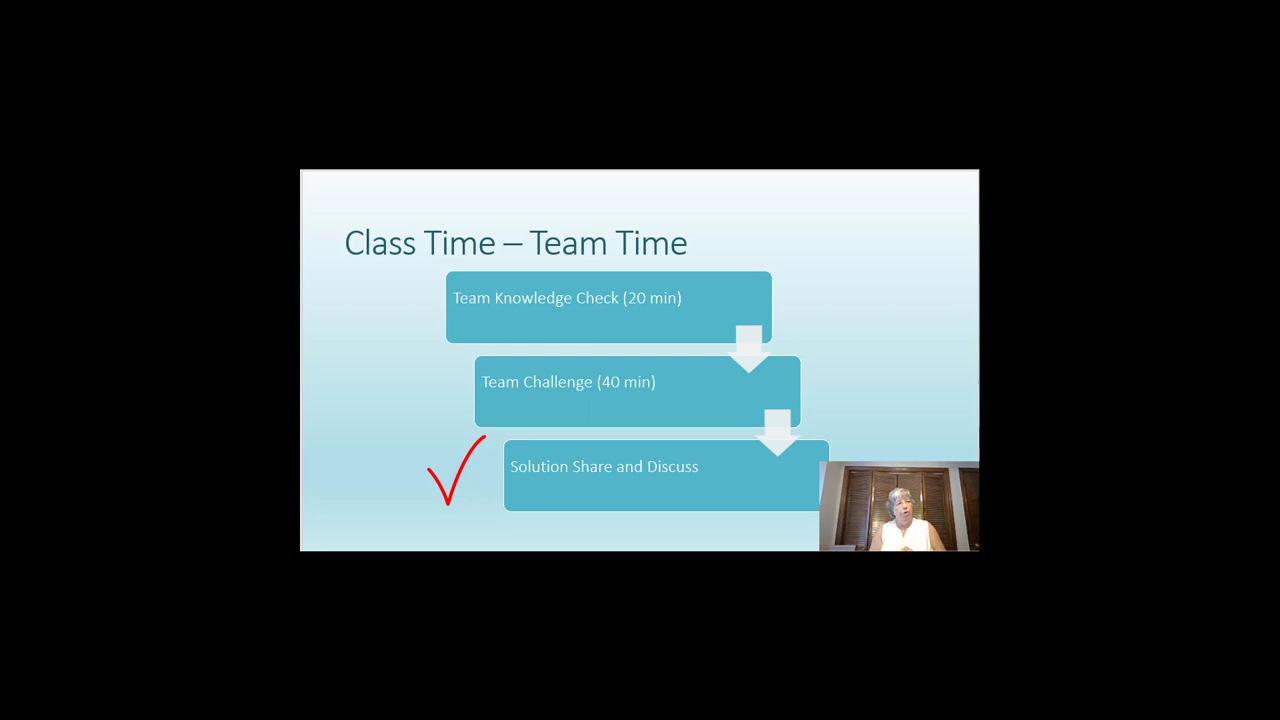 Class Time – Team Time
Team Knowledge Check (20 min)
Team Challenge (40 min)
Solution Share and Discuss